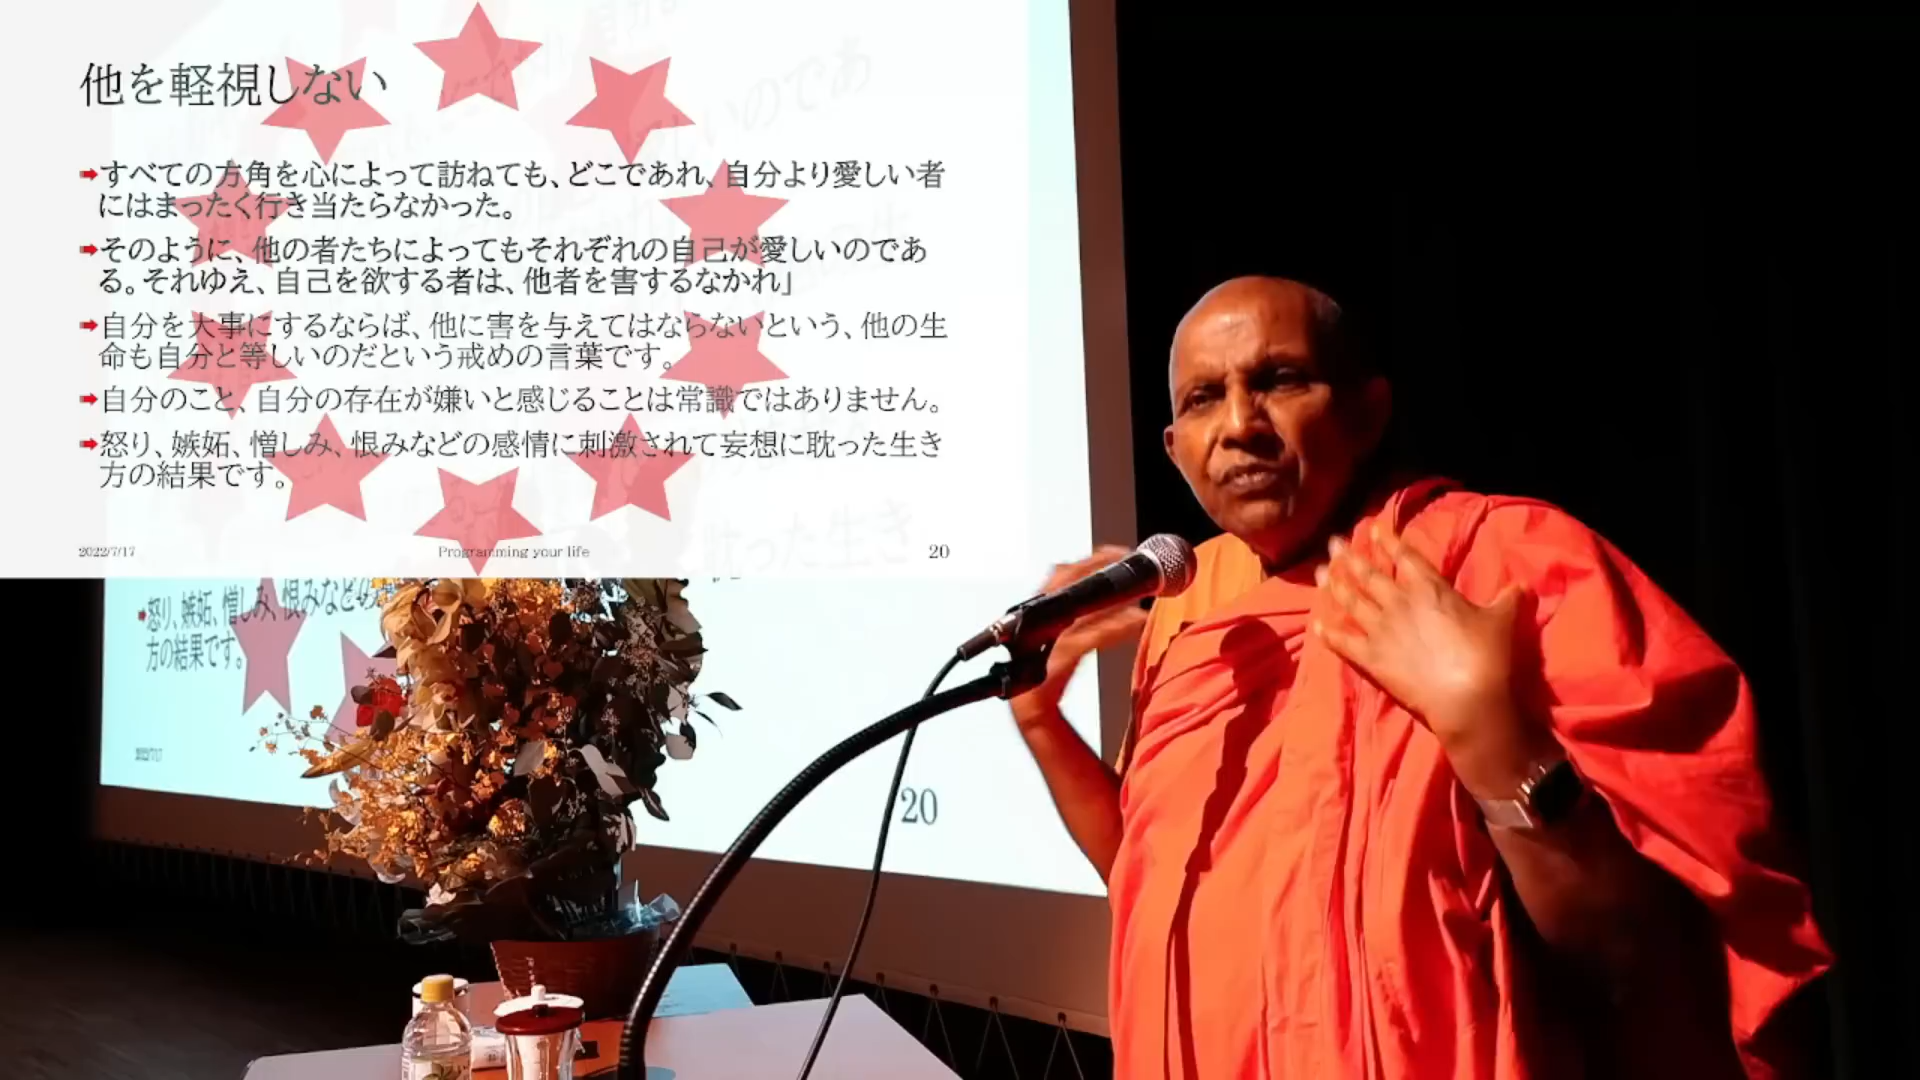 他を軽視しない
すべての方角を心によって訪ねても、どこであれ、自分より愛しい者
にはまったく行き当たらなかった。
そのように、他の者たちによってもそれぞれの自己が愛しいのであ
る。それゆえ、自己を欲する者は、他者を害するなかれ」
自分を大事にするならば、他に害を与えてはならないという、他の生
命も自分と等しいのだという戒めの言葉です。
自分のこと、自分の存在が嫌いと感じることは常識ではありません。
怒り、嫉妬、憎しみ、恨みなどの感情に刺激されて妄想に耽った生き
方の結果です。
2022/7/17
Programming your life
20
怒り、嫉妬、憎しみ、恨みなどの
方の結果です。
耽った生き
2022/7/17
20